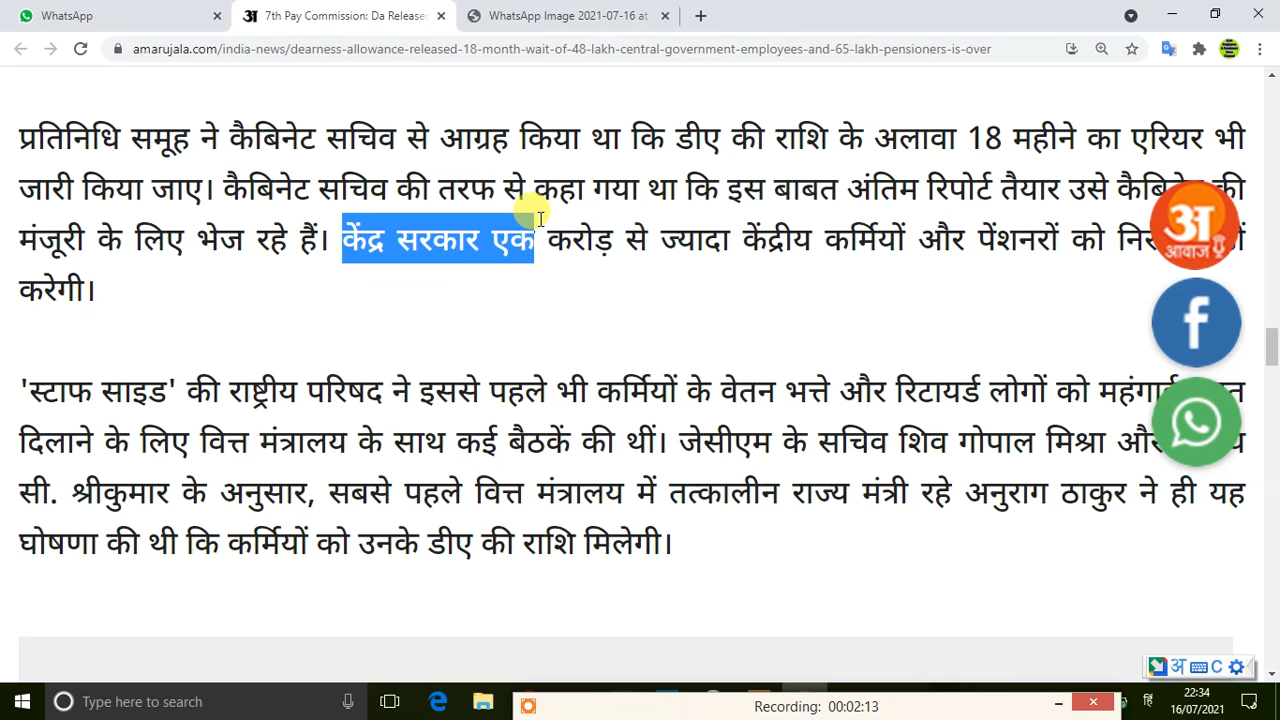 WhatsApp
7th Pay Commission: Da Released
WhatsApp Image 2021-07-16 at
amarujala.com/india-news/dearness-allowance-released-18-month-wait-of-48-lakh-central-government-employees-and-65-lakh-pensioners-is-over
प्रतिनिधि समूह ने कैबिनेट सचिव से आग्रह किया था कि डीए की राशि के अलावा 18 महीने का एरियर भी
जारी किया जाए। कैबिनेट सचिव की तरफ से कहा गया था कि इस बाबत अंतिम रिपोर्ट तैयार उसे की
मंजूरी के लिए भेज रहे हैं। केंद्र सरकार एक करोड़ से ज्यादा केंद्रीय कर्मियों और पेंशनरों को
करेगी।
'स्टाफ साइड' की राष्ट्रीय परिषद ने इससे पहले भी कर्मियों के वेतन भत्ते और रिटायर्ड लोगों को
दिलाने के लिए वित्त मंत्रालय के साथ कई बैठकें की थीं। जेसीएम के सचिव शिव गोपाल मिश्रा
सी. श्रीकुमार के अनुसार, सबसे पहले वित्त मंत्रालय में तत्कालीन राज्य मंत्री रहे अनुराग ठाकुर ने ही यह
घोषणा की थी कि कर्मियों को उनके डीए की राशि मिलेगी।
अ
आवाज़
f
अ C
Type here to search
Recording: 00:02:13
हिं
22:34
16/07/2021